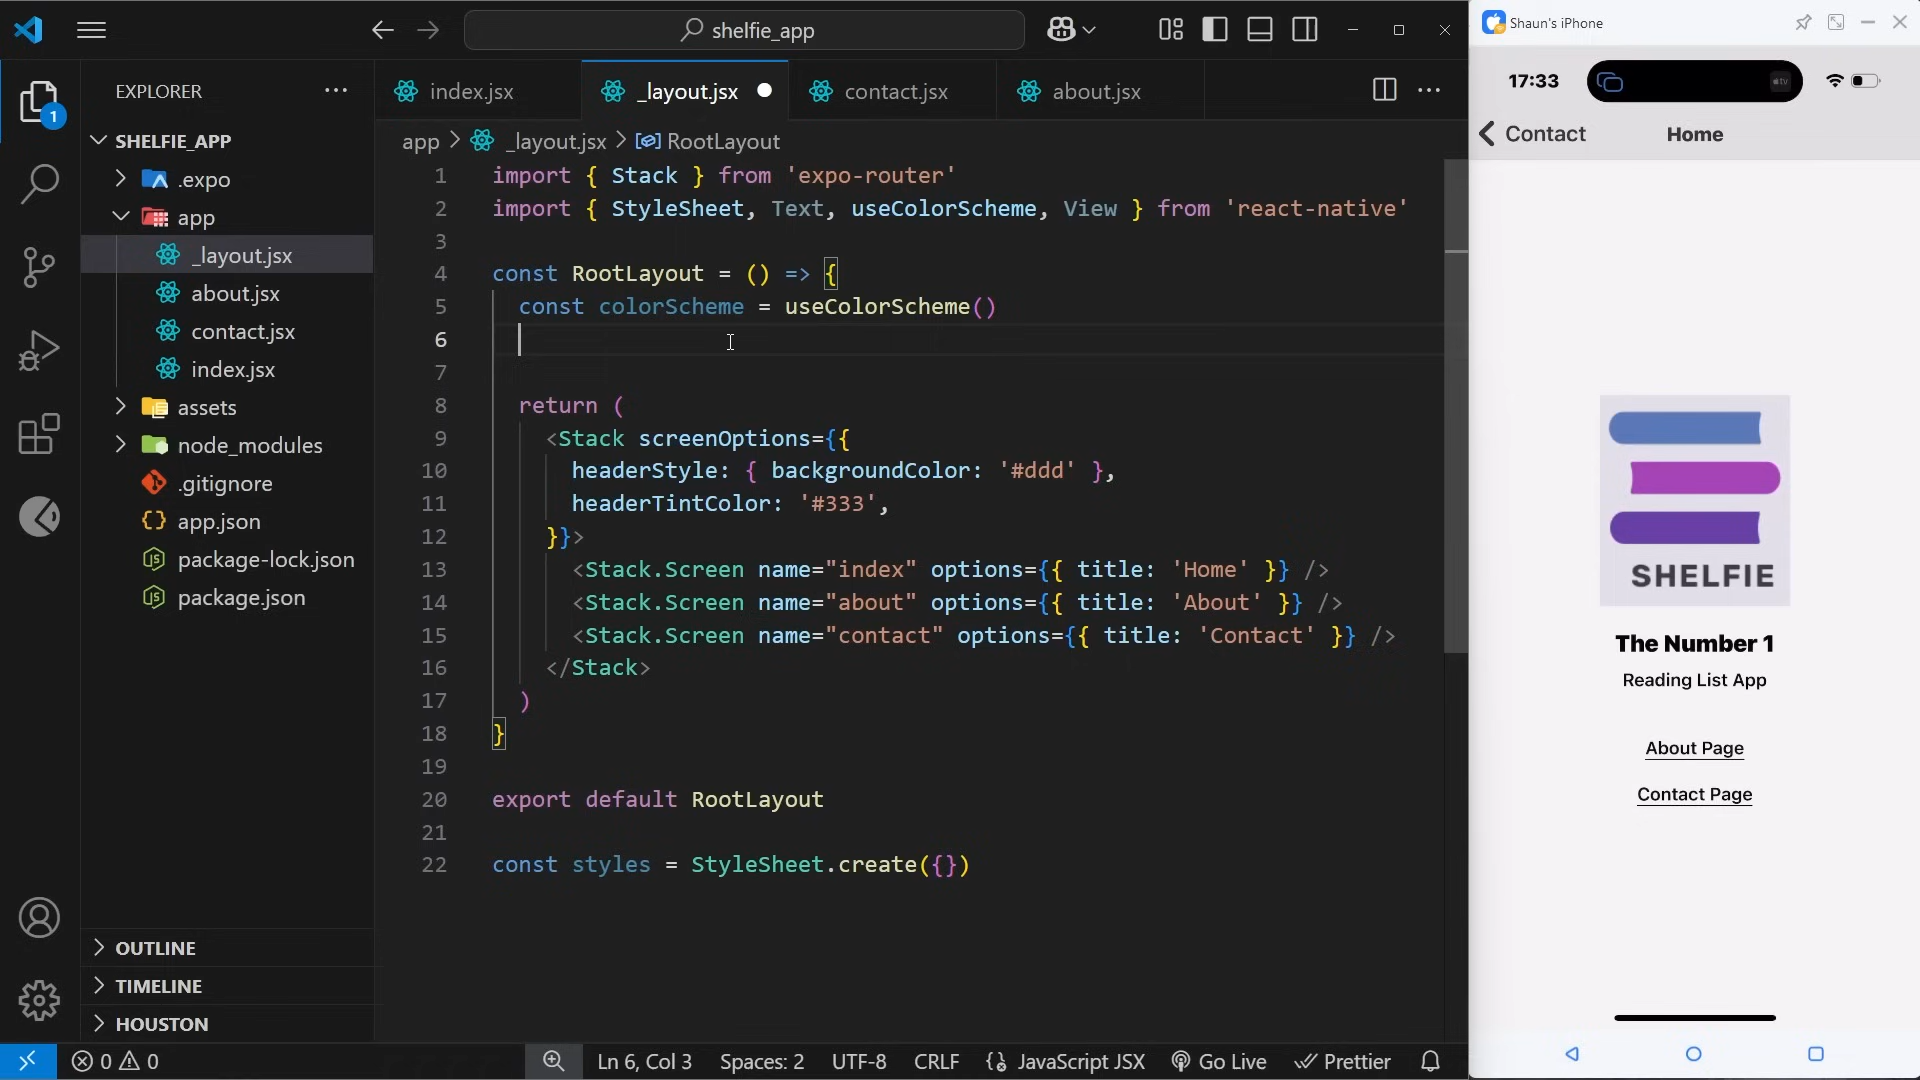 shelfie_app
EXPLORER
SHELFIE_APP
.expo
app
_layout.jsx
about.jsx
contact.jsx
index.jsx
assets
node_modules
.gitignore
app.json
package-lock.json
package.json
OUTLINE
TIMELINE
HOUSTON
1
index.jsx
_layout.jsx
contact.jsx
about.jsx
app > _layout.jsx > RootLayout
1 import { Stack } from 'expo-router'
2 import { StyleSheet, Text, useColorScheme, View } from 'react-native'
3
4 const RootLayout = () => {
5 const colorScheme = useColorScheme()
6
7
8 return (
9 <Stack screenOptions={{
10 headerStyle: { backgroundColor: '#ddd' },
11 headerTintColor: '#333',
12 }}>
13 <Stack.Screen name="index" options={{ title: 'Home' }} />
14 <Stack.Screen name="about" options={{ title: 'About' }} />
15 <Stack.Screen name="contact" options={{ title: 'Contact' }} />
16 </Stack>
17 )
18 }
19
20 export default RootLayout
21
22 const styles = StyleSheet.create({})
0 0
Ln 6, Col 3
Spaces: 2
UTF-8
CRLF
{} JavaScript JSX
Go Live
Prettier
Shaun's iPhone
17:33
tv
Contact
Home
SHELFIE
The Number 1
Reading List App
About Page
Contact Page